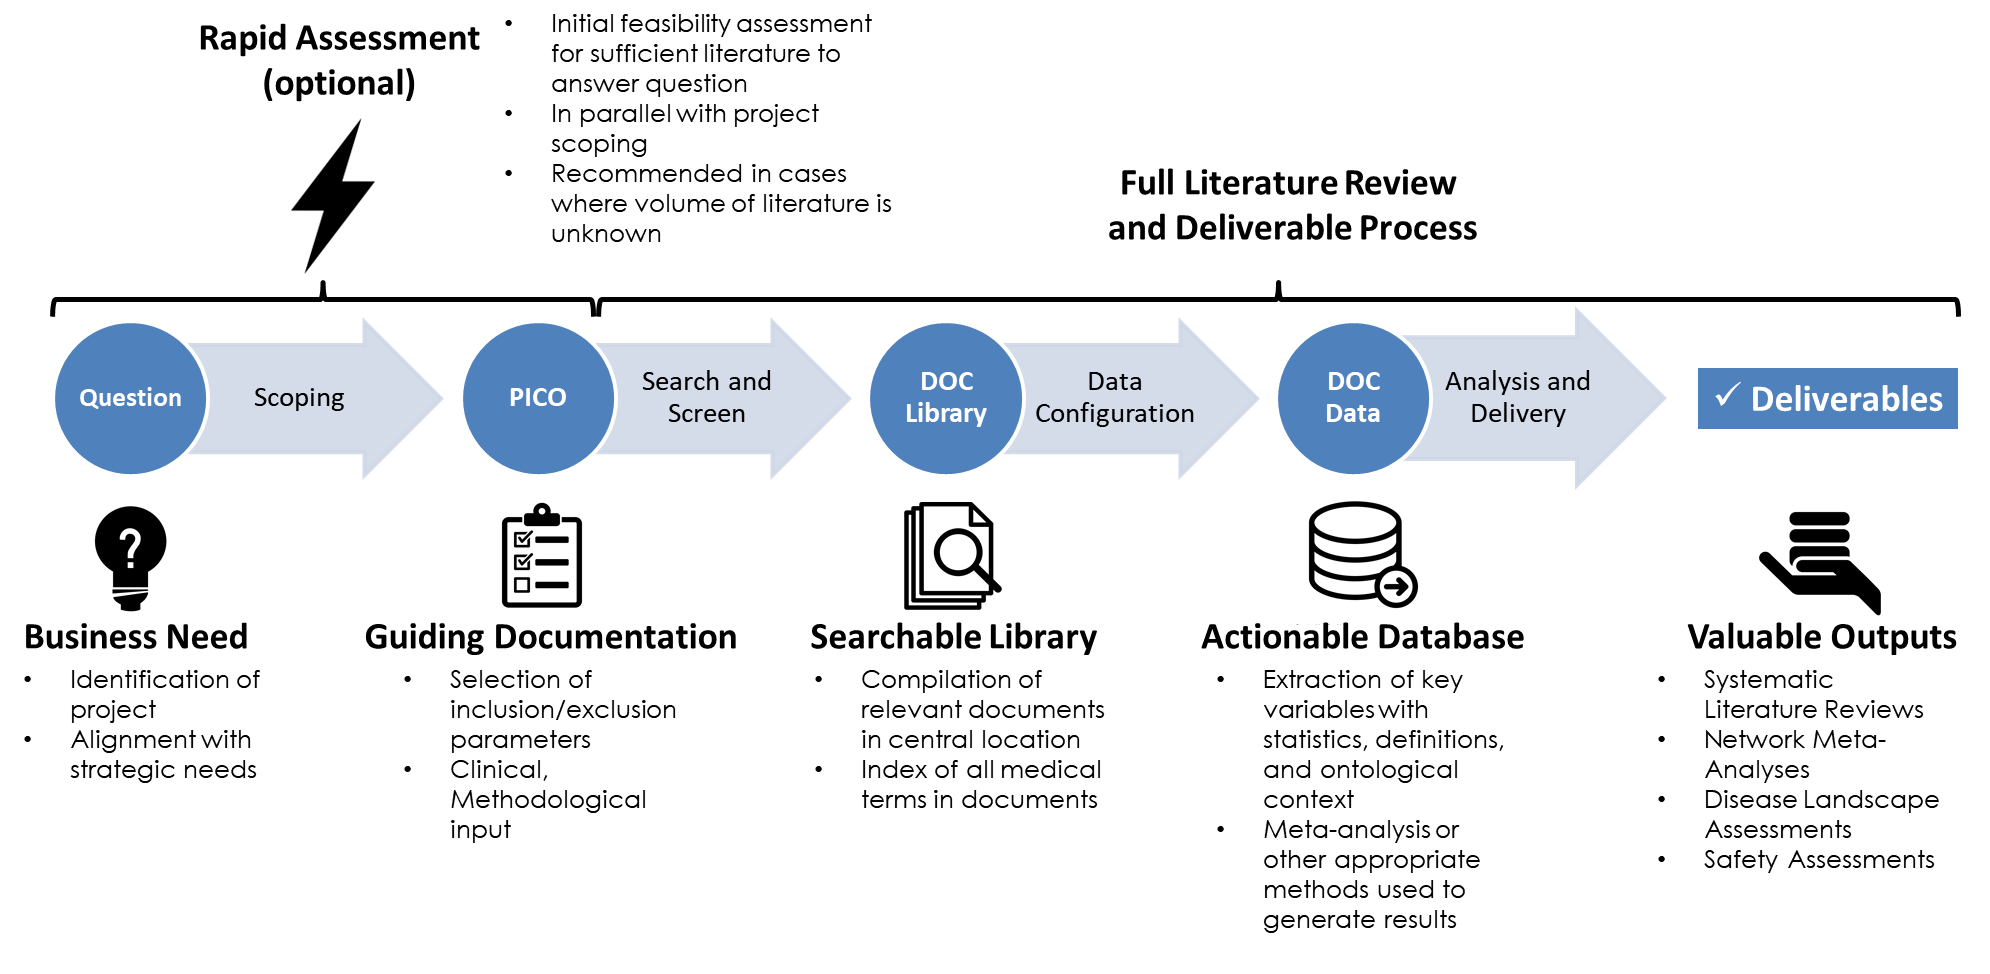 Rapid Assessment
(optional)
• Initial feasibility assessment
for sufficient literature to
answer question
• In parallel with project
scoping
• Recommended in cases
where volume of literature is
unknown
Full Literature Review
and Deliverable Process
Question
Scoping
PICO
Search and
Screen
DOC
Library
Data
Configuration
DOC
Data
Analysis and
Delivery
✓ Deliverables
?
Business Need
• Identification of
project
• Alignment with
strategic needs
Guiding Documentation
• Selection of
inclusion/exclusion
parameters
• Clinical,
Methodological
input
Searchable Library
• Compilation of
relevant documents
in central location
• Index of all medical
terms in documents
Actionable Database
• Extraction of key
variables with
statistics, definitions,
and ontological
context
• Meta-analysis or
other appropriate
methods used to
generate results
Valuable Outputs
• Systematic
Literature Reviews
• Network Meta-
Analyses
• Disease Landscape
Assessments
• Safety Assessments